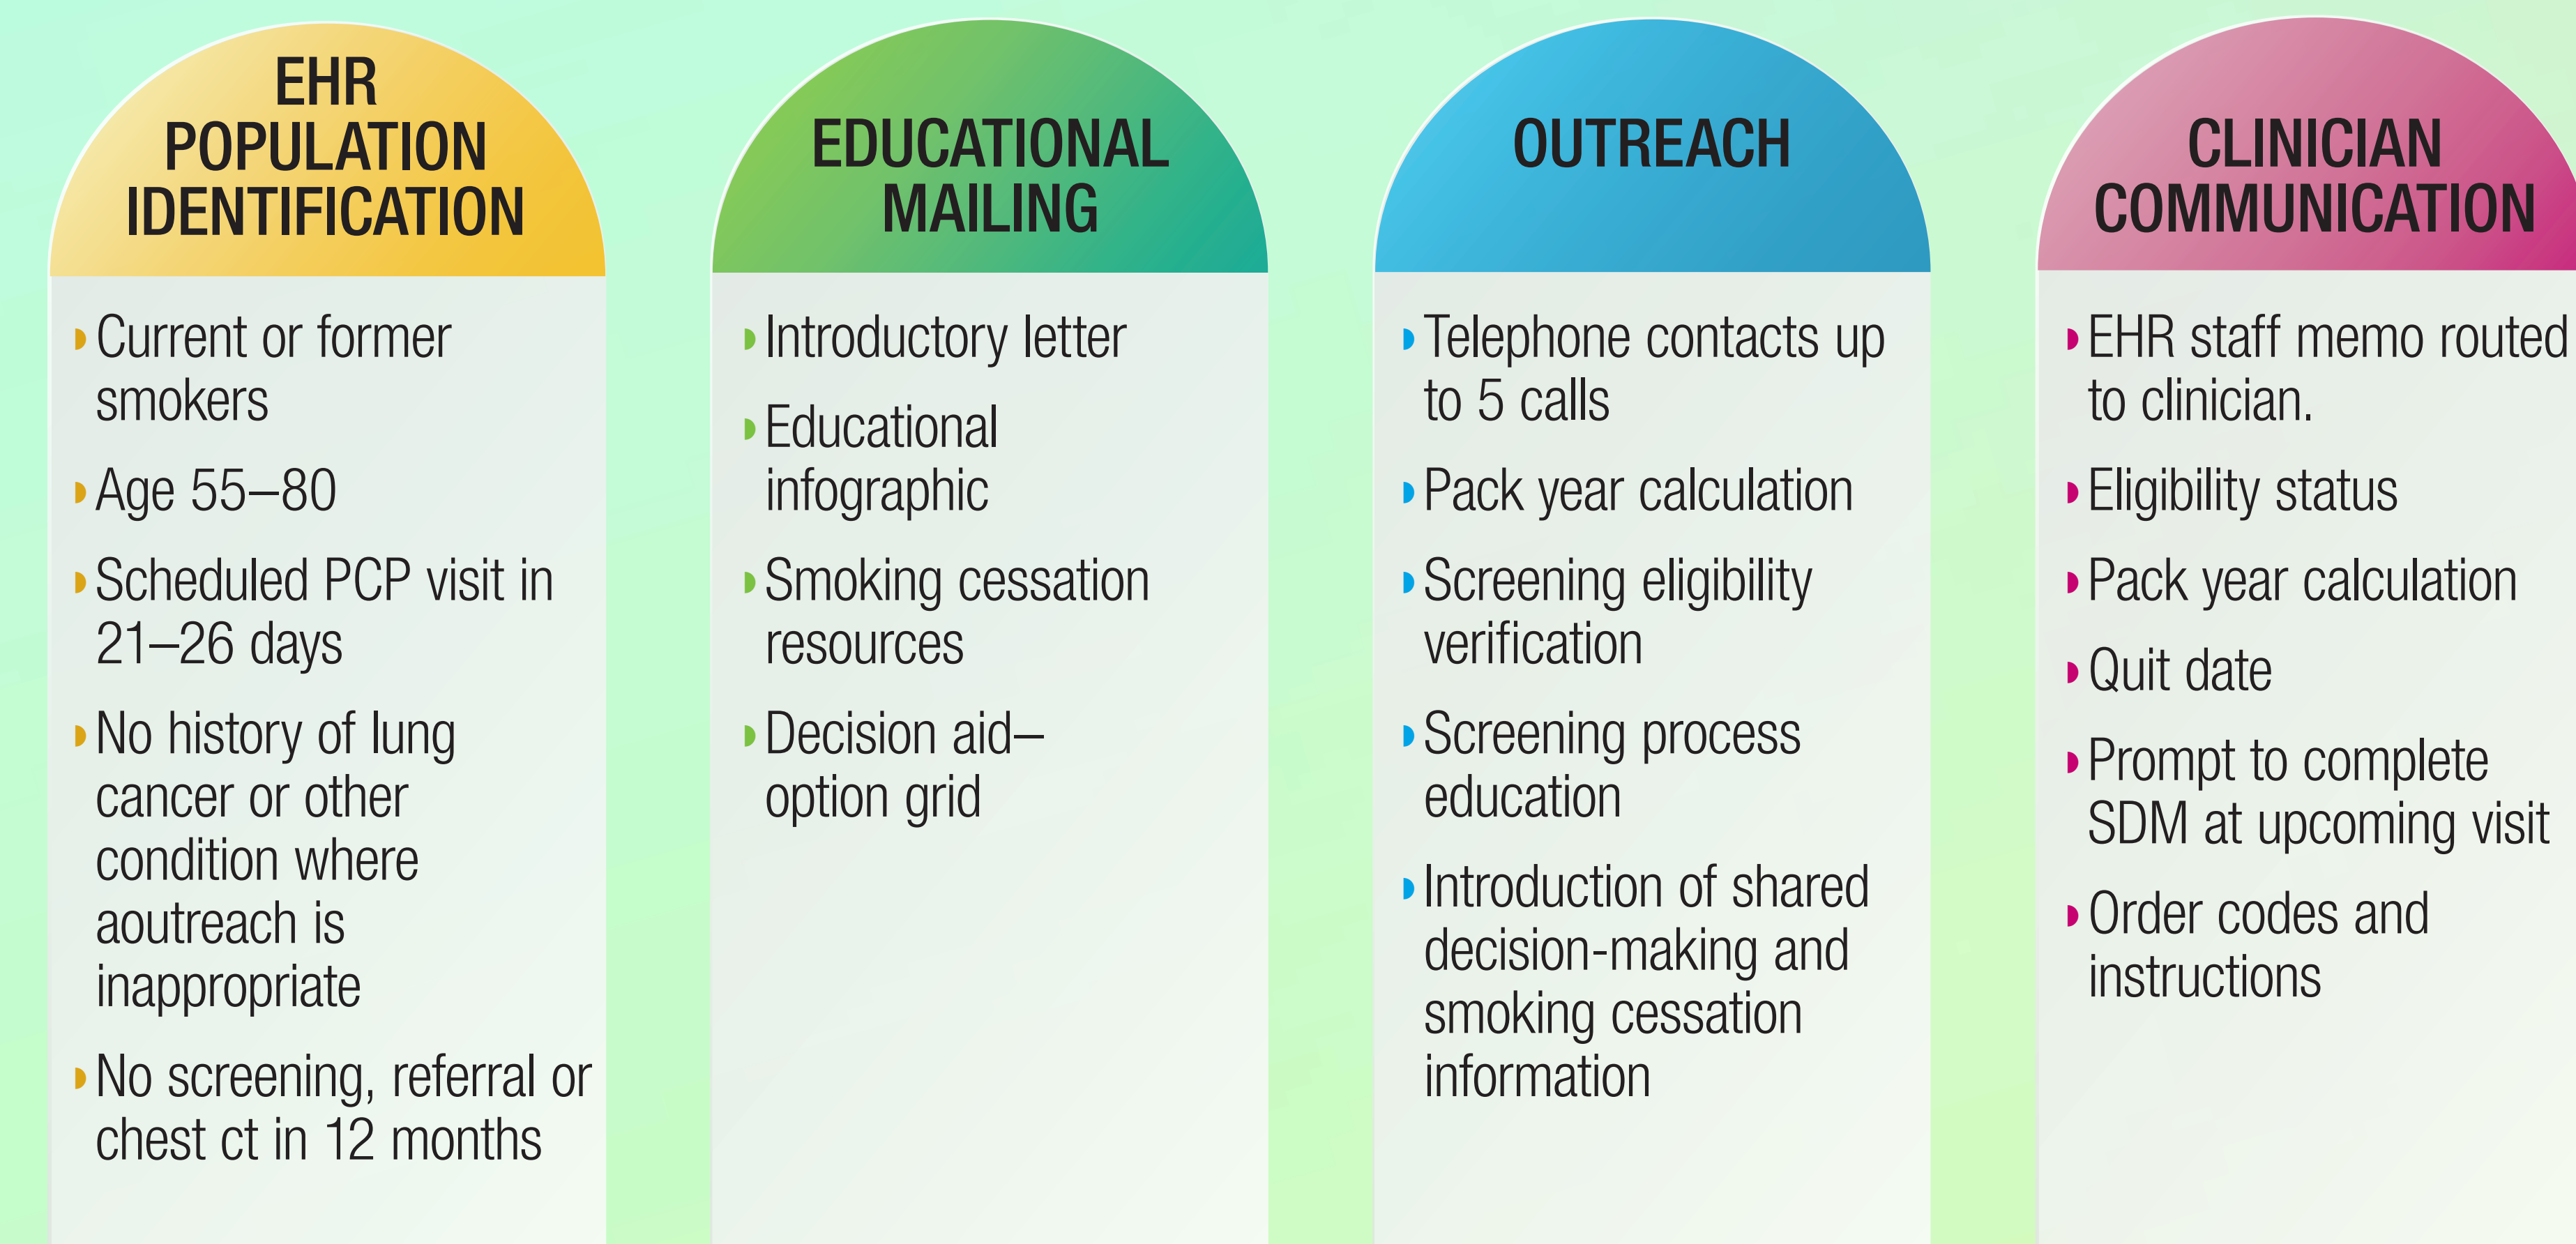 EHR
POPULATION
IDENTIFICATION
Current or former
smokers
Age 55–80
Scheduled PCP visit in
21–26 days
No history of lung
cancer or other
condition where
aoutreach is
inappropriate
No screening, referral or
chest ct in 12 months
EDUCATIONAL
MAILING
Introductory letter
Educational
infographic
Smoking cessation
resources
Decision aid–
option grid
OUTREACH
Telephone contacts up
to 5 calls
Pack year calculation
Screening eligibility
verification
Screening process
education
Introduction of shared
decision-making and
smoking cessation
information
CLINICIAN
COMMUNICATION
EHR staff memo routed
to clinician.
Eligibility status
Pack year calculation
Quit date
Prompt to complete
SDM at upcoming visit
Order codes and
instructions